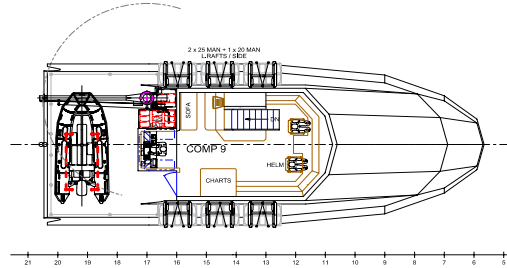 2 x 25 MAN + 1 x 20 MAN
L.RAFTS / SIDE
SOFA
DN
COMP 9
HELM
CHARTS
21 20 19 18 17 16 15 14 13 12 11 10 9 8 7 6 5